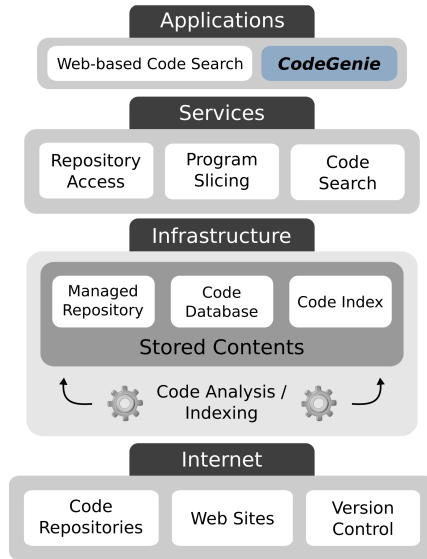 Applications
Web-based Code Search
CodeGenie
Services
Repository
Access
Program
Slicing
Code
Search
Infrastructure
Managed
Repository
Code
Database
Code Index
Stored Contents
Code Analysis /
Indexing
Internet
Code
Repositories
Web Sites
Version
Control